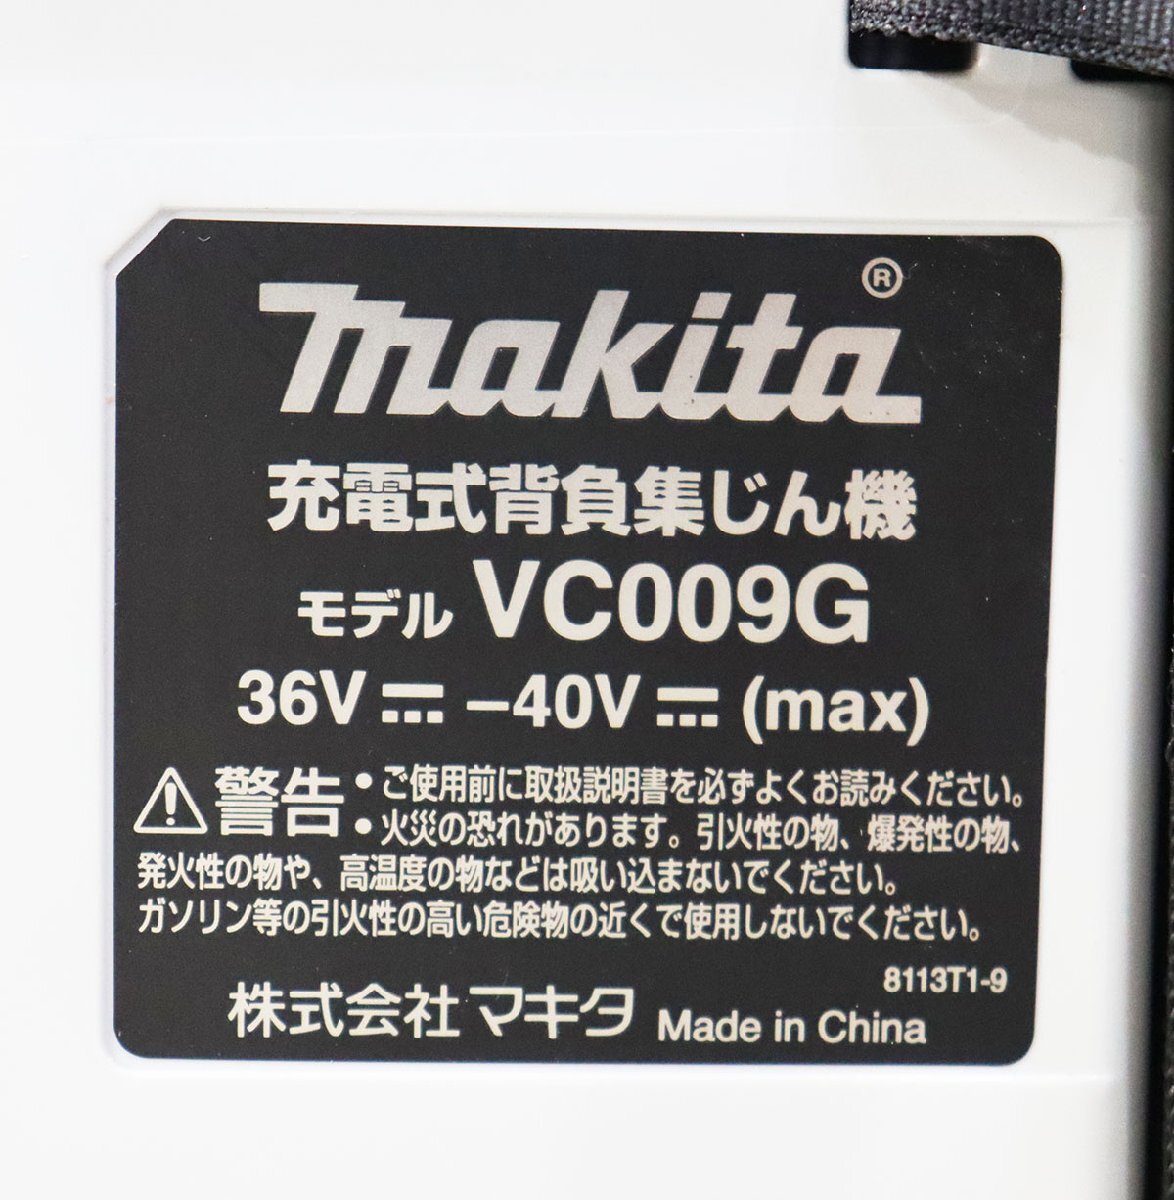 makita®
充電式背負集じん機
モデル VC009G
36V⎓–40V⎓(max)
⚠警告・ご使用前に取扱説明書を必ずよくお読みください。
・火災の恐れがあります。引火性の物、爆発性の物、
発火性の物や、高温度の物などは吸い込まないでください。
ガソリン等の引火性の高い危険物の近くで使用しないでください。
8113T1-9
株式会社マキタ Made in China